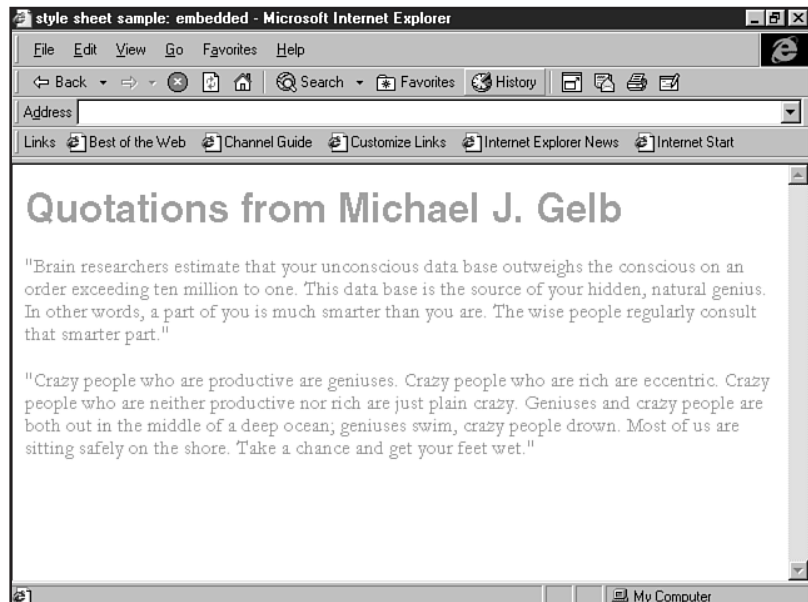 style sheet sample: embedded - Microsoft Internet Explorer
File Edit View Go Favorites Help
Back Search Favorites History
Address
Links Best of the Web Channel Guide Customize Links Internet Explorer News Internet Start
Quotations from Michael J. Gelb
"Brain researchers estimate that your unconscious data base outweighs the conscious on an
order exceeding ten million to one. This data base is the source of your hidden, natural genius.
In other words, a part of you is much smarter than you are. The wise people regularly consult
that smarter part."
"Crazy people who are productive are geniuses. Crazy people who are rich are eccentric. Crazy
people who are neither productive nor rich are just plain crazy. Geniuses and crazy people are
both out in the middle of a deep ocean; geniuses swim, crazy people drown. Most of us are
sitting safely on the shore. Take a chance and get your feet wet."
My Computer